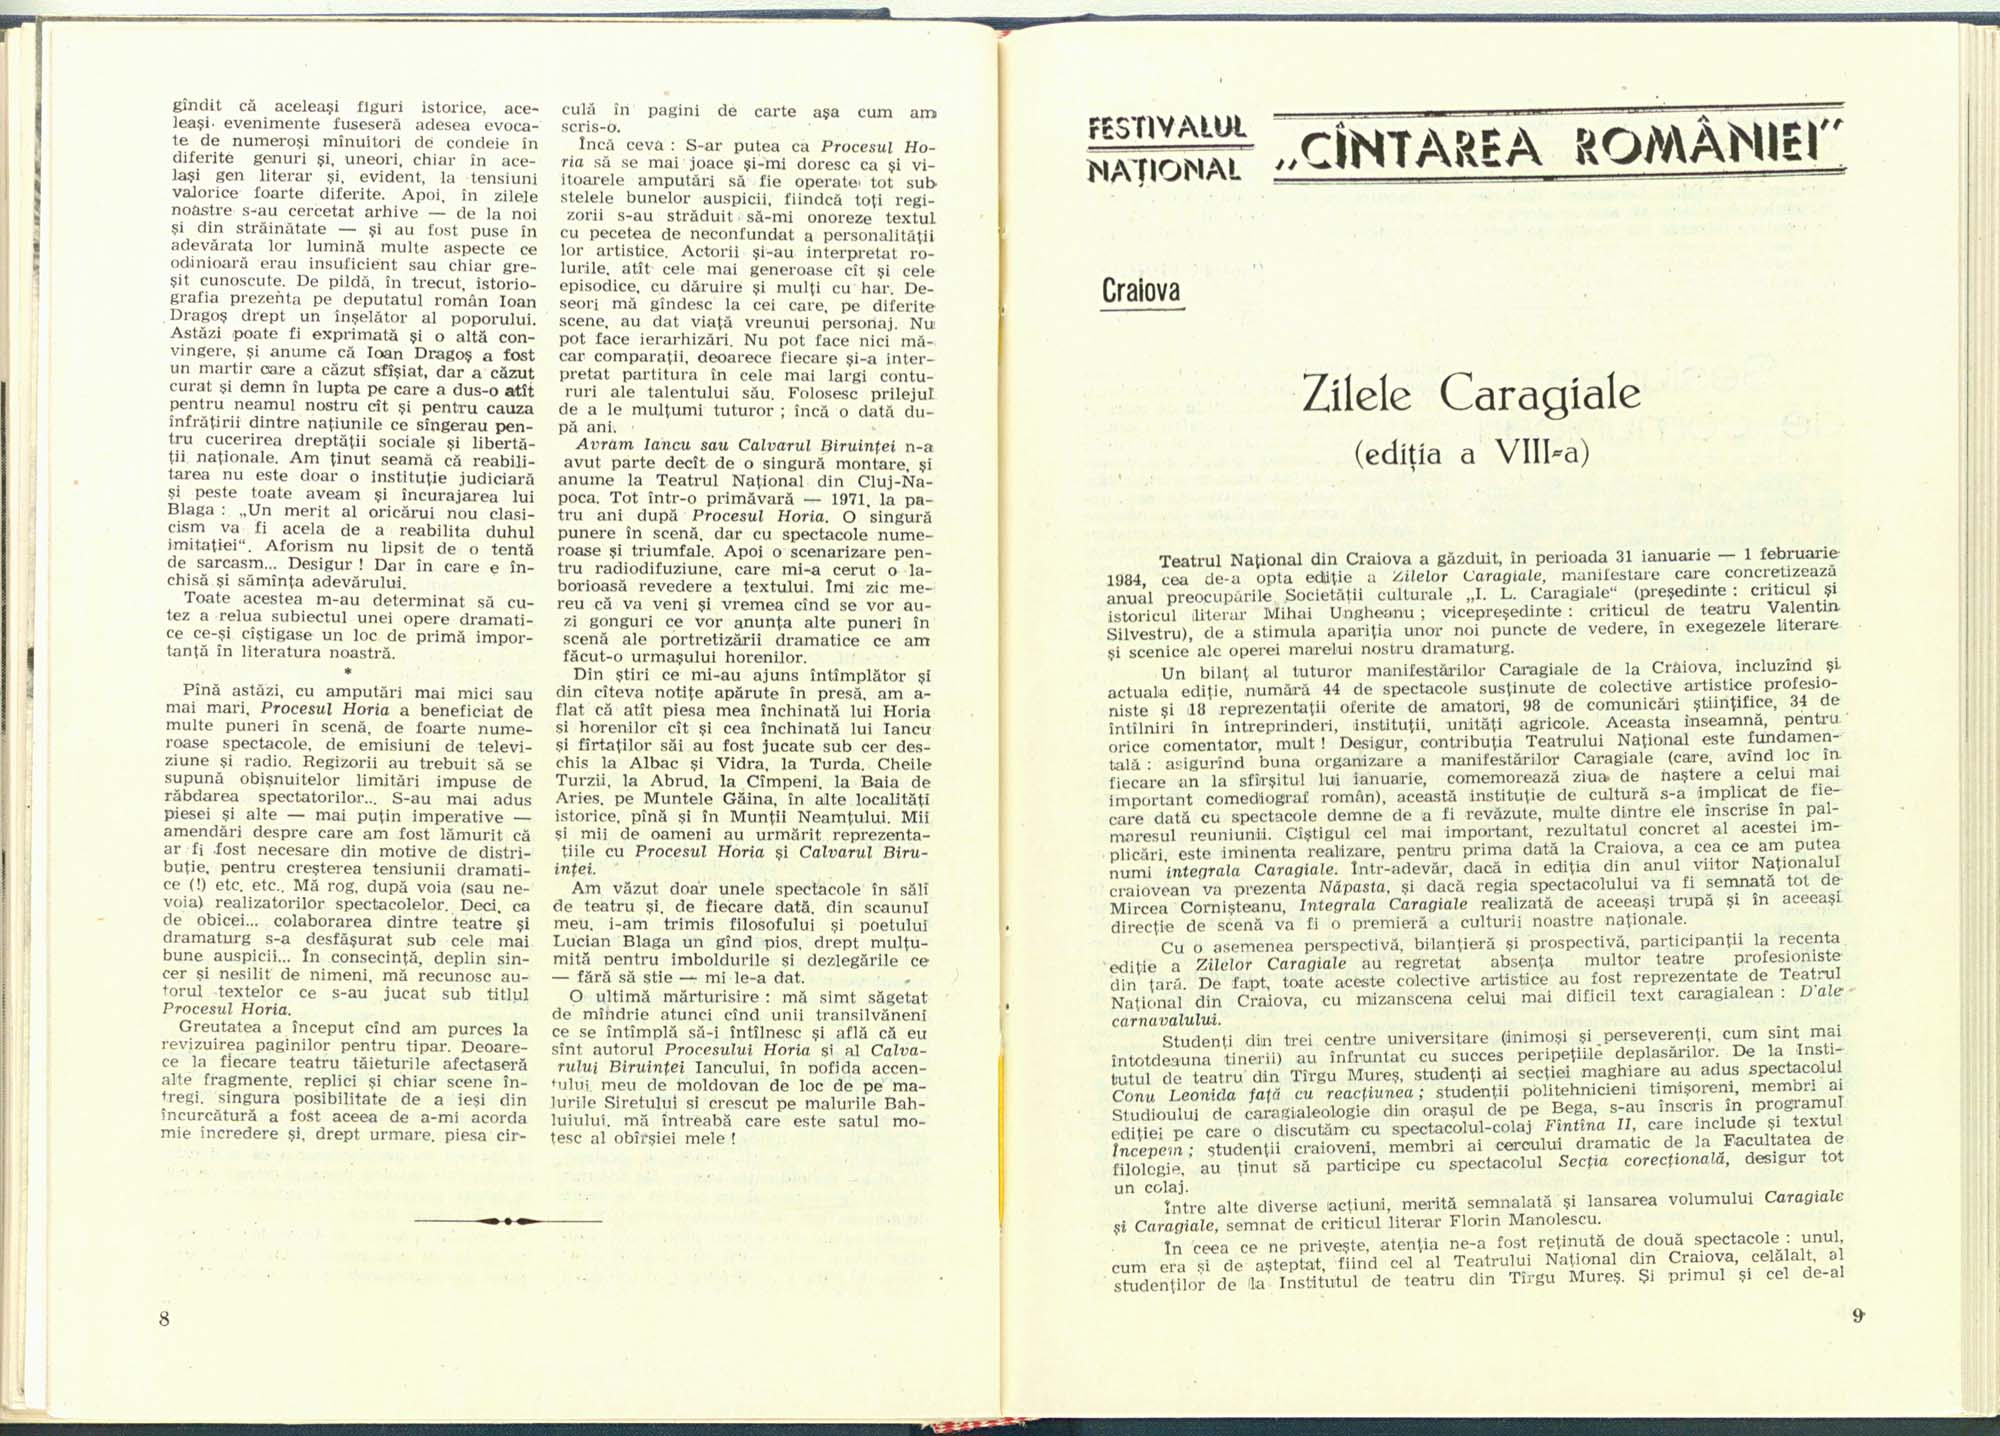 gîndit că aceleași figuri istorice, ace-
leași evenimente fuseseră adesea evoca-
te de numeroși mînuitori de condeie în
diferite genuri și, uneori, chiar în ace-
lași gen literar și, evident, la tensiuni
valorice foarte diferite. Apoi, în zilele
noastre s-au cercetat arhive — de la noi
și din străinătate — și au fost puse în
adevărata lor lumină multe aspecte ce
odinioară erau insuficient sau chiar gre-
șit cunoscute. De pildă, în trecut, istorio-
grafia prezenta pe deputatul român Ioan
Dragoș drept un înșelător al poporului.
Astăzi poate fi exprimată și o altă con-
vingere, și anume că Ioan Dragoș a fost
un martir care a căzut sfîșiat, dar a căzut
curat și demn în lupta pe care a dus-o atît
pentru neamul nostru cît și pentru cauza
înfrățirii dintre națiunile ce sîngerau pen-
tru cucerirea dreptății sociale și libertă-
ții naționale. Am ținut seamă că reabili-
tarea nu este doar o instituție judiciară
și peste toate aveam și încurajarea lui
Blaga : „Un merit al oricărui nou clasi-
cism va fi acela de a reabilita duhul
imitației“. Aforism nu lipsit de o tentă
de sarcasm... Desigur ! Dar în care e în-
chisă și sămînța adevărului.
Toate acestea m-au determinat să cu-
tez a relua subiectul unei opere dramati-
ce ce-și cîștigase un loc de primă impor-
tanță în literatura noastră.
*
Pînă astăzi, cu amputări mai mici sau
mai mari, Procesul Horia a beneficiat de
multe puneri în scenă, de foarte nume-
roase spectacole, de emisiuni de televi-
ziune și radio. Regizorii au trebuit să se
supună obișnuitelor limitări impuse de
răbdarea spectatorilor... S-au mai adus
piesei și alte — mai puțin imperative —
amendări despre care am fost lămurit că
ar fi fost necesare din motive de distri-
buție, pentru creșterea tensiunii dramati-
ce (!) etc. etc.. Mă rog, după voia (sau ne-
voia) realizatorilor spectacolelor. Deci, ca
de obicei... colaborarea dintre teatre și
dramaturg s-a desfășurat sub cele mai
bune auspicii... În consecință, deplin sin-
cer și nesilit de nimeni, mă recunosc au-
torul textelor ce s-au jucat sub titlul
Procesul Horia.
Greutatea a început cînd am purces la
revizuirea paginilor pentru tipar. Deoare-
ce la fiecare teatru tăieturile afectaseră
alte fragmente, replici și chiar scene în-
tregi, singura posibilitate de a ieși din
încurcătură a fost aceea de a-mi acorda
mie încredere și, drept urmare, piesa cir-
culă în pagini de carte așa cum am
scris-o.
Încă ceva : S-ar putea ca Procesul Ho-
ria să se mai joace și-mi doresc ca și vi-
itoarele amputări să fie operate tot sub
stelele bunelor auspicii, fiindcă toți regi-
zorii s-au străduit să-mi onoreze textul
cu pecetea de neconfundat a personalității
lor artistice. Actorii și-au interpretat ro-
lurile, atît cele mai generoase cît și cele
episodice, cu dăruire și mulți cu har. De-
seori mă gîndesc la cei care, pe diferite
scene, au dat viață vreunui personaj. Nu
pot face ierarhizări. Nu pot face nici mă-
car comparații, deoarece fiecare și-a inter-
pretat partitura în cele mai largi contu-
ruri ale talentului său. Folosesc prilejul
de a le mulțumi tuturor ; încă o dată du-
pă ani.
Avram Iancu sau Calvarul Biruinței n-a
avut parte decît de o singură montare, și
anume la Teatrul Național din Cluj-Na-
poca. Tot într-o primăvară — 1971, la pa-
tru ani după Procesul Horia. O singură
punere în scenă, dar cu spectacole nume-
roase și triumfale. Apoi o scenarizare pen-
tru radiodifuziune, care mi-a cerut o la-
borioasă revedere a textului. Îmi zic me-
reu că va veni și vremea cînd se vor au-
zi gonguri ce vor anunța alte puneri în
scenă ale portretizării dramatice ce am
făcut-o urmașului horenilor.
Din știri ce mi-au ajuns întîmplător și
din cîteva notițe apărute în presă, am a-
flat că atît piesa mea închinată lui Horia
si horenilor cît și cea închinată lui Iancu
și fîrtaților săi au fost jucate sub cer des-
chis la Albac și Vidra, la Turda, Cheile
Turzii, la Abrud, la Cîmpeni, la Baia de
Arieș, pe Muntele Găina, în alte localități
istorice, pînă și în Munții Neamțului. Mii
și mii de oameni au urmărit reprezenta-
țiile cu Procesul Horia și Calvarul Biru-
inței.
Am văzut doar unele spectacole în săli
de teatru și, de fiecare dată, din scaunul
meu, i-am trimis filosofului și poetului
Lucian Blaga un gînd pios, drept mulțu-
mită pentru imboldurile și dezlegările ce
— fără să știe — mi le-a dat.
O ultimă mărturisire : mă simt săgetat
de mîndrie atunci cînd unii transilvăneni
ce se întîmplă să-i întîlnesc și află că eu
sînt autorul Procesului Horia și al Calva-
rului Biruinței Iancului, în pofida accen-
tului meu de moldovan de loc de pe ma-
lurile Siretului si crescut pe malurile Bah-
luiului, mă întreabă care este satul mo-
țesc al obîrșiei mele !
8
FESTIVALUL
NAȚIONAL
„CÎNTAREA ROMÂNIEI”
Craiova
Zilele Caragiale
(ediția a VIII-a)
Teatrul Național din Craiova a găzduit, în perioada 31 ianuarie — 1 februarie
1984, cea de-a opta ediție a Zilelor Caragiale, manifestare care concretizează
anual preocupările Societății culturale „I. L. Caragiale“ (președinte : criticul și
istoricul literar Mihai Ungheanu ; vicepreședinte : criticul de teatru Valentin
Silvestru), de a stimula apariția unor noi puncte de vedere, în exegezele literare
și scenice ale operei marelui nostru dramaturg.
Un bilanț al tuturor manifestărilor Caragiale de la Craiova, incluzînd și
actuala ediție, numără 44 de spectacole susținute de colective artistice profesio-
niste și 18 reprezentații oferite de amatori, 98 de comunicări științifice, 34 de
întîlniri în întreprinderi, instituții, unități agricole. Aceasta înseamnă, pentru
orice comentator, mult ! Desigur, contribuția Teatrului Național este fundamen-
tală : asigurînd buna organizare a manifestărilor Caragiale (care, avînd loc în
fiecare an la sfîrșitul lui ianuarie, comemorează ziua de naștere a celui mai
important comediograf român), această instituție de cultură s-a implicat de fie-
care dată cu spectacole demne de a fi revăzute, multe dintre ele înscrise în pal-
maresul reuniunii. Cîștigul cel mai important, rezultatul concret al acestei im-
plicări, este iminenta realizare, pentru prima dată la Craiova, a cea ce am putea
numi integrala Caragiale. Într-adevăr, dacă în ediția din anul viitor Naționalul
craiovean va prezenta Năpasta, și dacă regia spectacolului va fi semnată tot de
Mircea Cornișteanu, Integrala Caragiale realizată de aceeași trupă și în aceeași
direcție de scenă va fi o premieră a culturii noastre naționale.
Cu o asemenea perspectivă, bilanțieră și prospectivă, participanții la recenta
ediție a Zilelor Caragiale au regretat absența multor teatre profesioniste
din țară. De fapt, toate aceste colective artistice au fost reprezentate de Teatrul
Național din Craiova, cu mizanscena celui mai dificil text caragialean : D'ale
carnavalului.
Studenți din trei centre universitare (inimoși și perseverenți, cum sînt mai
întotdeauna tinerii) au înfruntat cu succes peripețiile deplasărilor. De la Insti-
tutul de teatru din Tîrgu Mureș, studenți ai secției maghiare au adus spectacolul
Conu Leonida față cu reacțiunea ; studenții politehnicieni timișoreni, membri ai
Studioului de caragialeologie din orașul de pe Bega, s-au înscris în programul
ediției pe care o discutăm cu spectacolul-colaj Fîntîna II, care include și textul
Începem ; studenții craioveni, membri ai cercului dramatic de la Facultatea de
filologie, au ținut să participe cu spectacolul Secția corecțională, desigur tot
un colaj.
Între alte diverse acțiuni, merită semnalată și lansarea volumului Caragiale
și Caragiale, semnat de criticul literar Florin Manolescu.
În ceea ce ne privește, atenția ne-a fost reținută de două spectacole : unul,
cum era și de așteptat, fiind cel al Teatrului Național din Craiova, celălalt, al
studenților de la Institutul de teatru din Tîrgu Mureș. Și primul și cel de-al
9